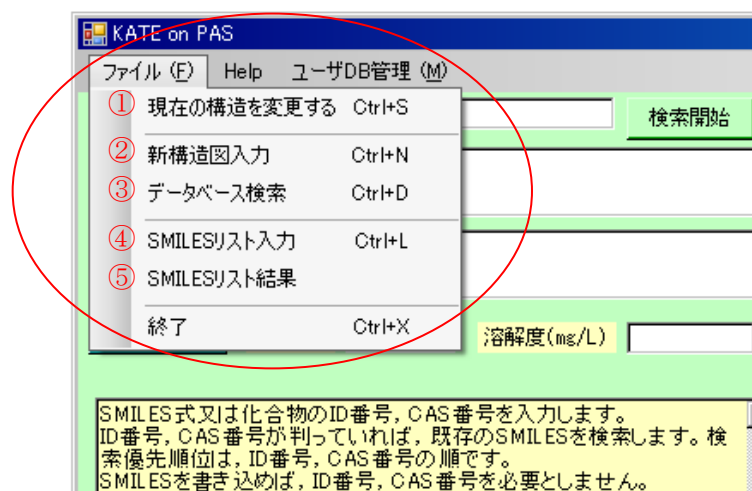 KATE on PAS
ファイル (F) Help ユーザDB管理 (M)
① 現在の構造を変更する Ctrl+S
検索開始
② 新構造図入力 Ctrl+N
③ データベース検索 Ctrl+D
④ SMILESリスト入力 Ctrl+L
⑤ SMILESリスト結果
終了 Ctrl+X
溶解度(mg/L)
SMILES式又は化合物のID番号，CAS番号を入力します。
ID番号，CAS番号が判っていれば，既存のSMILESを検索します。検
索優先順位は，ID番号，CAS番号の順です。
SMILESを書き込めば，ID番号，CAS番号を必要としません。